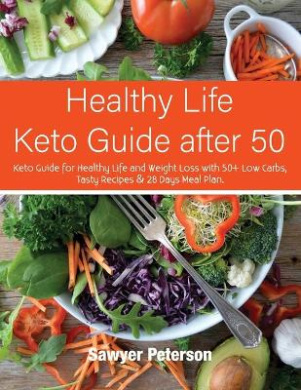 Healthy Life
Keto Guide after 50
Keto Guide for Healthy Life and Weight Loss with 50+ Low Carbs,
Tasty Recipes & 28 Days Meal Plan.
Sawyer Peterson